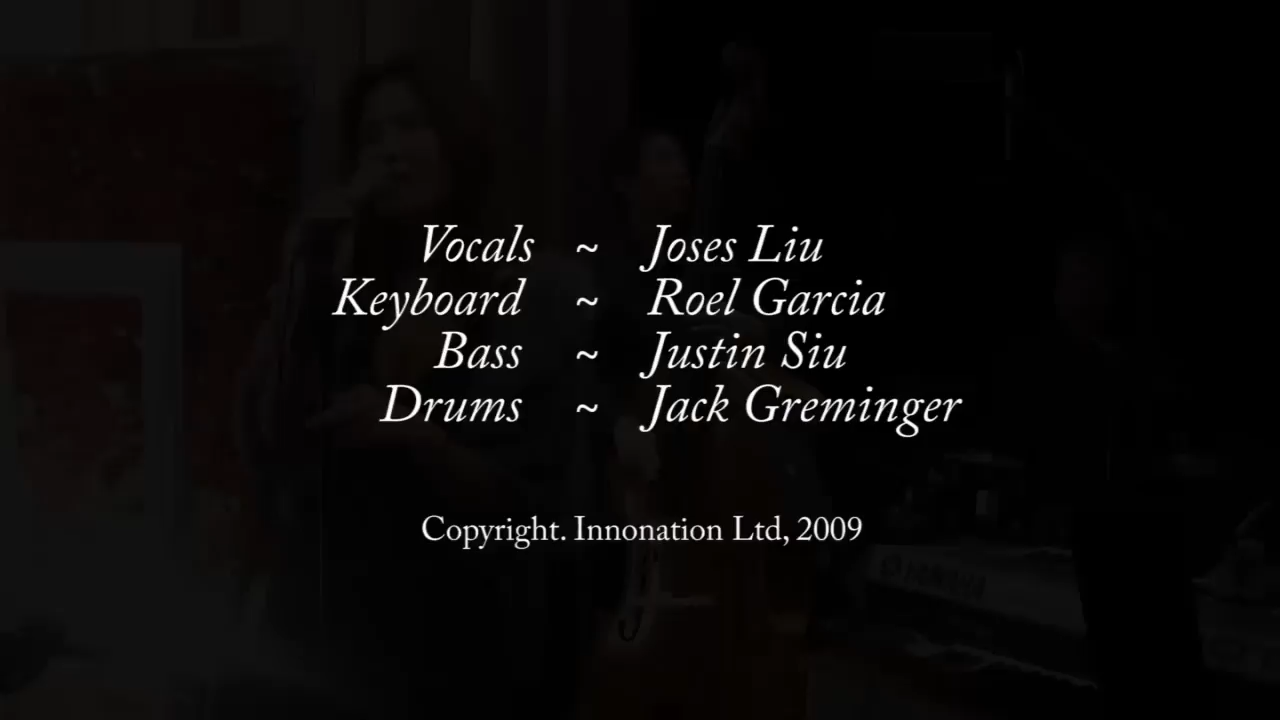 Vocals ~ Joses Liu
Keyboard ~ Roel Garcia
Bass ~ Justin Siu
Drums ~ Jack Greminger
Copyright. Innonation Ltd, 2009